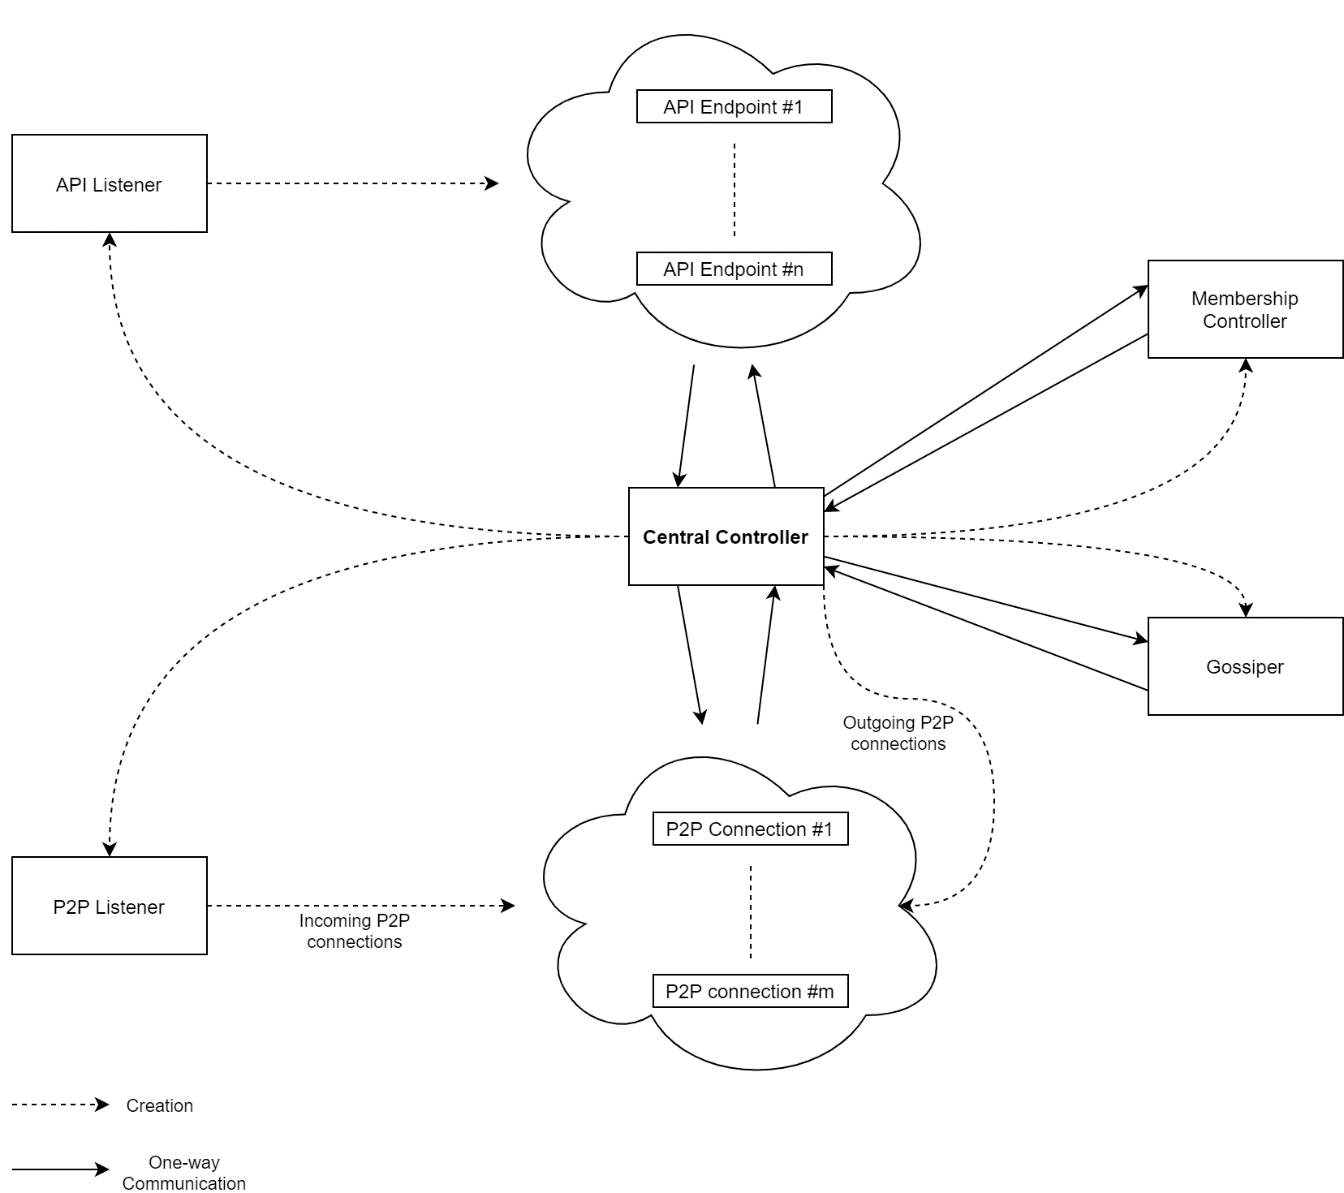 API Endpoint #1
API Listener
API Endpoint #n
Membership
Controller
Central Controller
Gossiper
Outgoing P2P
connections
P2P Connection #1
P2P Listener
Incoming P2P
connections
P2P connection #m
Creation
One-way
Communication